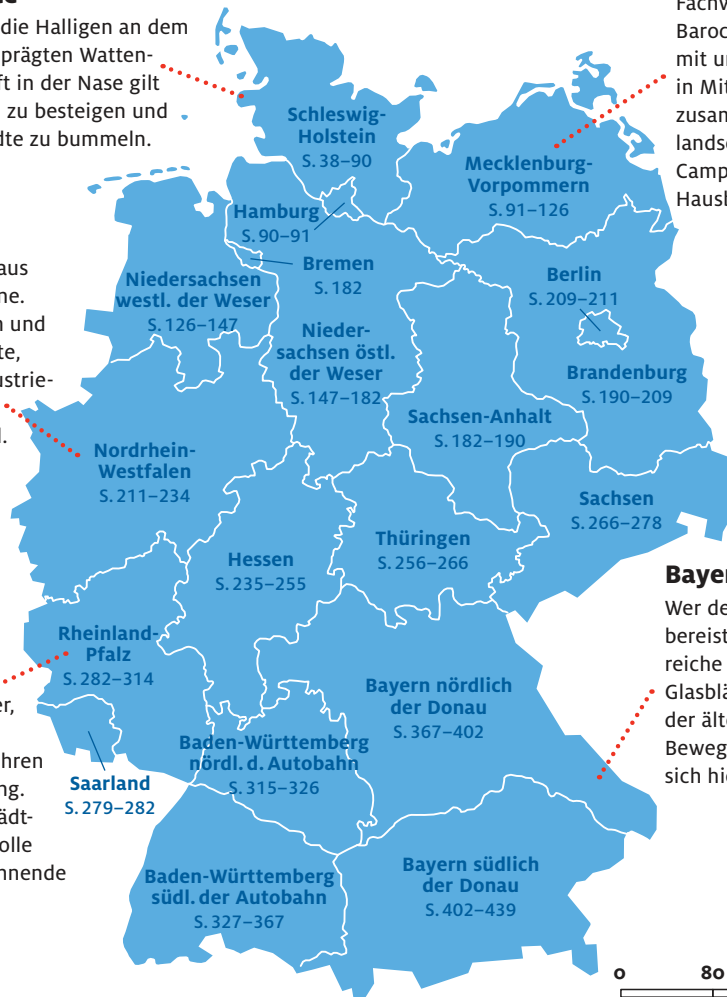 die Halligen an dem
prägten Watten-
ft in der Nase gilt
zu besteigen und
dte zu bummeln.
Fachw
Baroc
mit u
in Mit
zusan
landsc
Camp
Hausl
Schleswig-
Holstein
S. 38–90
Mecklenburg-
Vorpommern
S. 91–126
Hamburg
S. 90–91
Bremen
S. 182
Niedersachsen
westl. der Weser
S. 126–147
Berlin
S. 209–211
aus
ne.
n und
te,
ustrie-
l.
Nieder-
sachsen östl.
der Weser
S. 147–182
Brandenburg
S. 190–209
Sachsen-Anhalt
S. 182–190
Nordrhein-
Westfalen
S. 211–234
Sachsen
S. 266–278
Thüringen
S. 256–266
Hessen
S. 235–255
Bayer
Wer de
bereist
reiche
Glasblä
der älte
Beweg
sich hi
Rheinland-
Pfalz
S. 282–314
Bayern nördlich
der Donau
S. 367–402
er,
hren
ng.
ädt-
olle
nnende
Baden-Württemberg
nördl. d. Autobahn
S. 315–326
Saarland
S. 279–282
Baden-Württemberg
südl. der Autobahn
S. 327–367
Bayern südlich
der Donau
S. 402–439
0 80